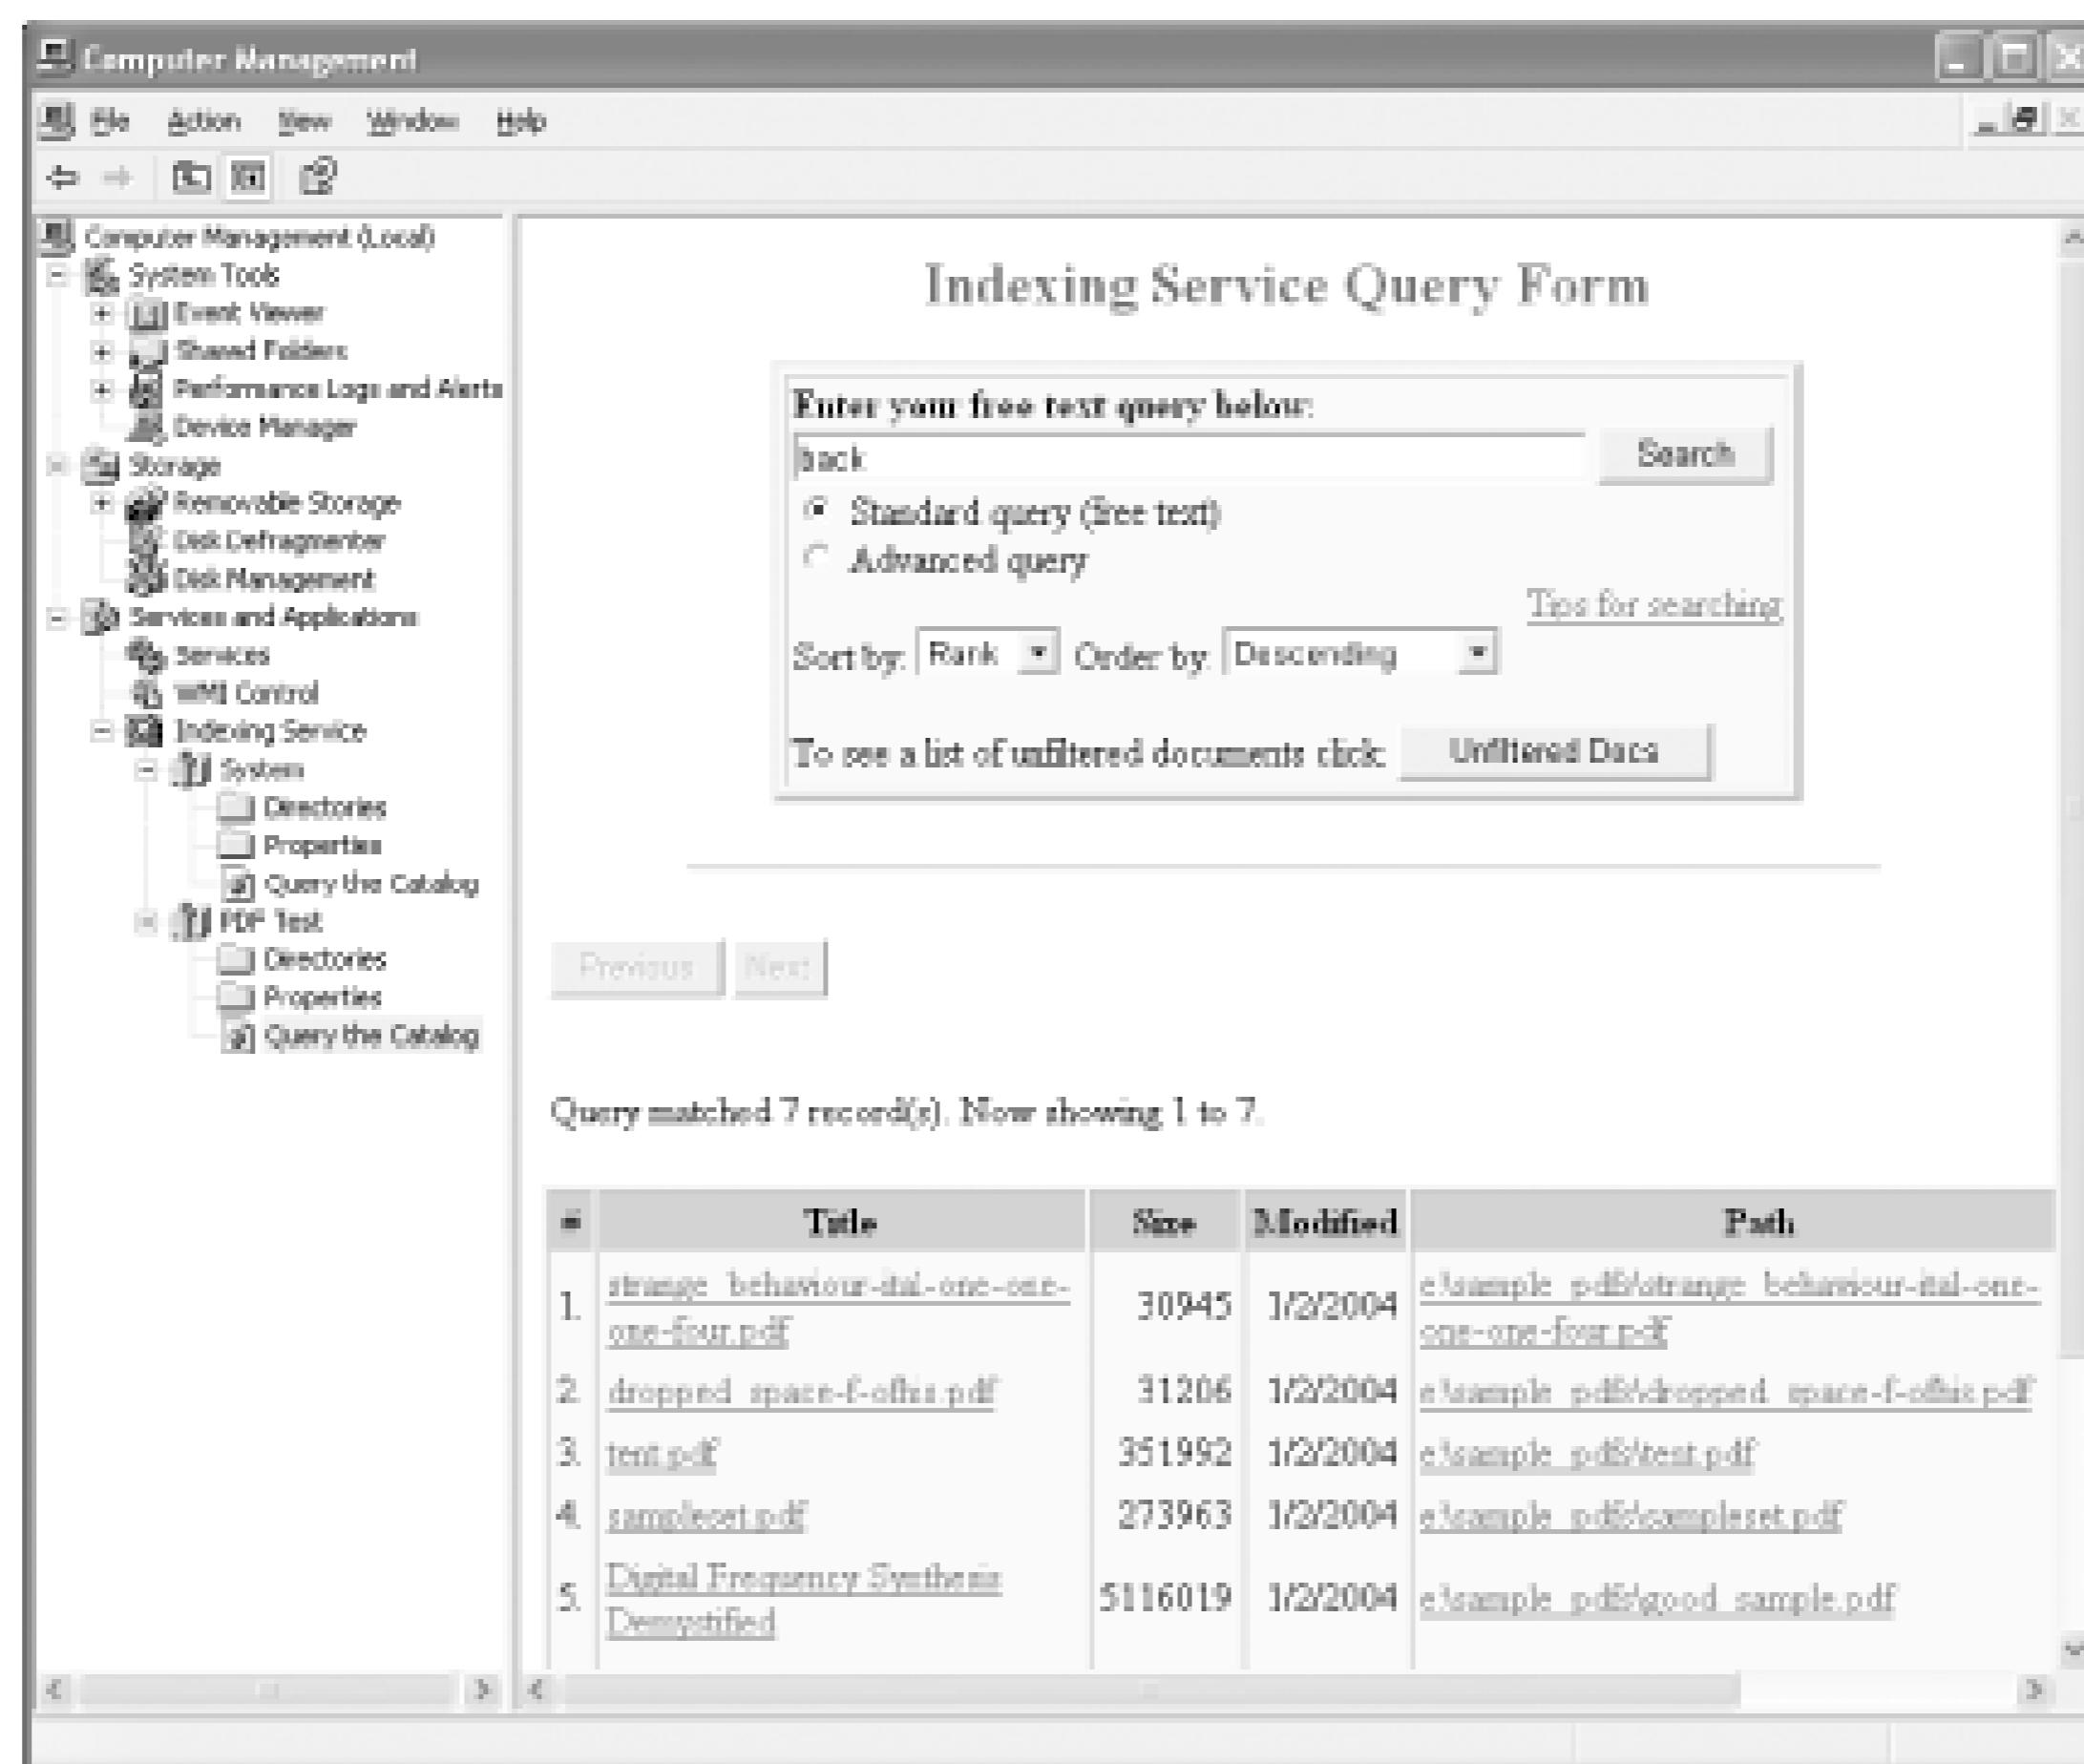 Computer Management
File Action View Window Help
Computer Management (Local)
System Tools
Event Viewer
Shared Folders
Performance Logs and Alerts
Device Manager
Storage
Removable Storage
Disk Defragmenter
Disk Management
Services and Applications
Services
WMI Control
Indexing Service
System
Directories
Properties
Query the Catalog
PDF Test
Directories
Properties
Query the Catalog
Indexing Service Query Form
Enter your free text query below:
Search
Standard query (free text)
Advanced query
Tips for searching
Sort by: Rank Order by: Descending
To see a list of unfiltered documents click: Unfiltered Docs
Previous Next
Query matched 7 record(s). Now showing 1 to 7.
# Title Size Modified Path
1. strange_behaviour-ital-one-one- 30945 1/2/2004 e:\sample_pdfs\strange_behaviour-ital-one-
one-four.pdf one-one-four.pdf
2. dropped_space-f-ofhis.pdf 31206 1/2/2004 e:\sample_pdfs\dropped_space-f-ofhis.pdf
3. test.pdf 351992 1/2/2004 e:\sample_pdfs\test.pdf
4. sampleset.pdf 273963 1/2/2004 e:\sample_pdfs\sampleset.pdf
5. Digital Frequency Synthesis 5116019 1/2/2004 e:\sample_pdfs\good_sample.pdf
Demystified